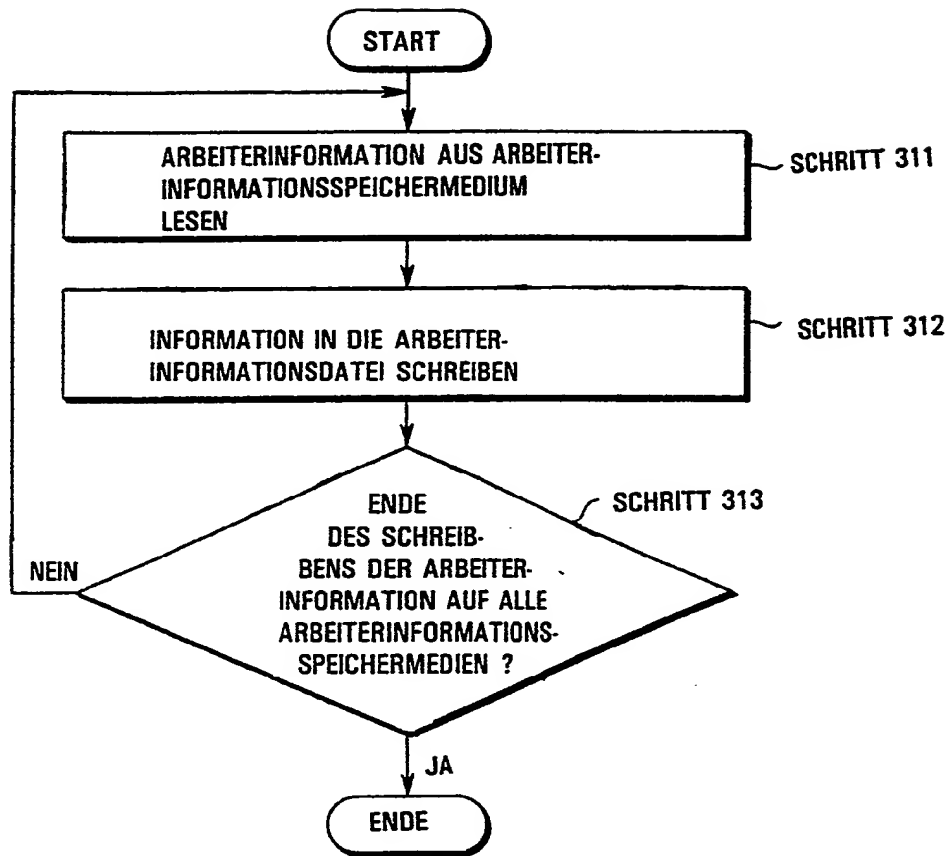 START
ARBEITERINFORMATION AUS ARBEITER-
INFORMATIONSSPEICHERMEDIUM
LESEN
SCHRITT 311
INFORMATION IN DIE ARBEITER-
INFORMATIONSDATEI SCHREIBEN
SCHRITT 312
ENDE
DES SCHREIB-
BENS DER ARBEITER-
INFORMATION AUF ALLE
ARBEITERINFORMATIONS-
SPEICHERMEDIEN ?
SCHRITT 313
NEIN
JA
ENDE